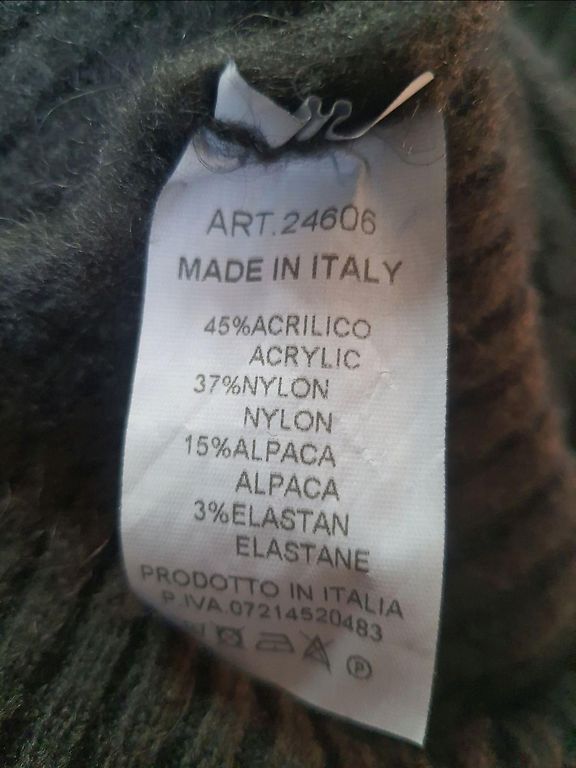 ART.24606
MADE IN ITALY
45%ACRILICO
ACRYLIC
37%NYLON
NYLON
15%ALPACA
ALPACA
3%ELASTAN
ELASTANE
PRODOTTO IN ITALIA
P.IVA.07214520483
P